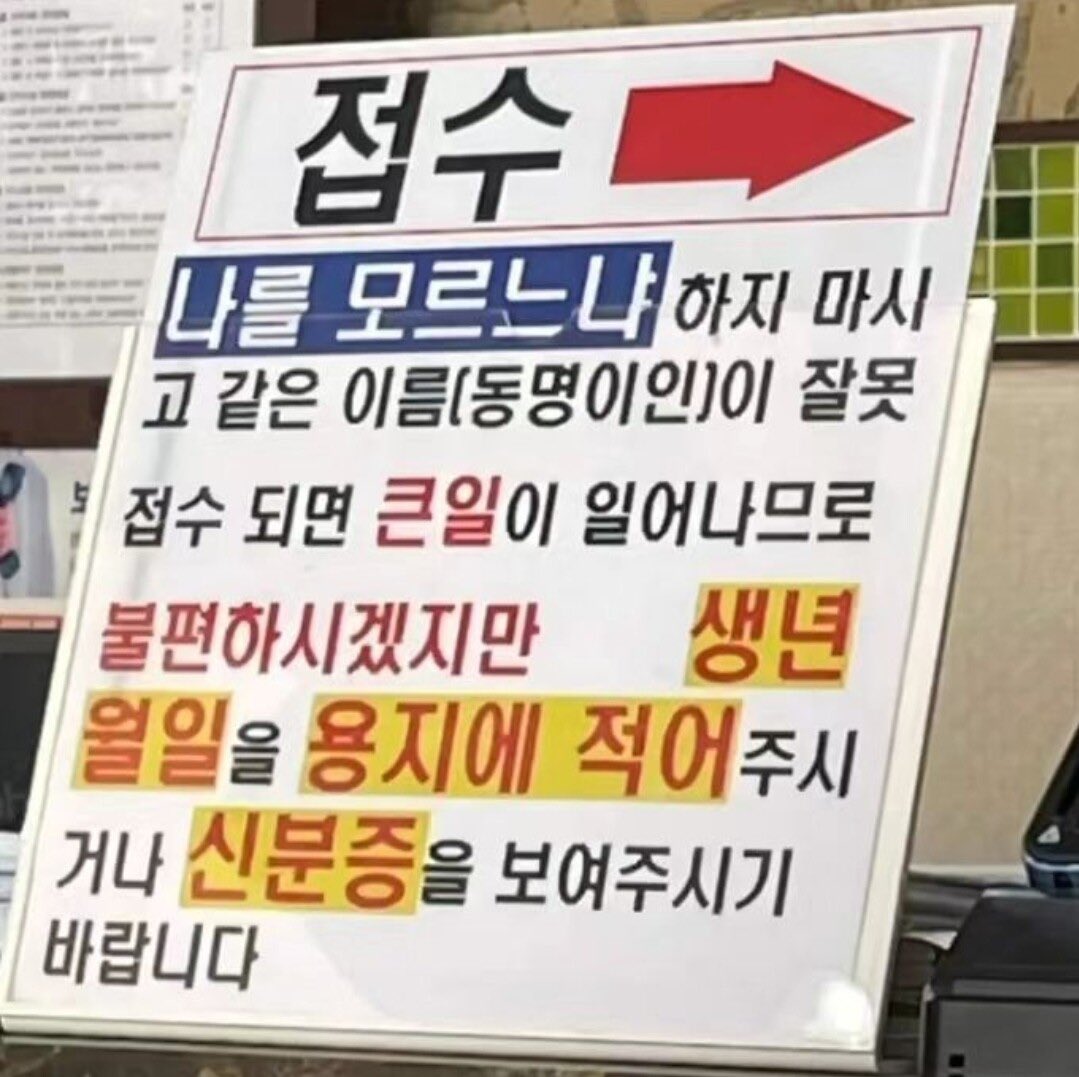 접수
나를 모르느냐 하지 마시
고 같은 이름(동명이인)이 잘못
접수 되면 큰일이 일어나므로
불편하시겠지만 생년
월일을 용지에 적어주시
거나 신분증을 보여주시기
바랍니다